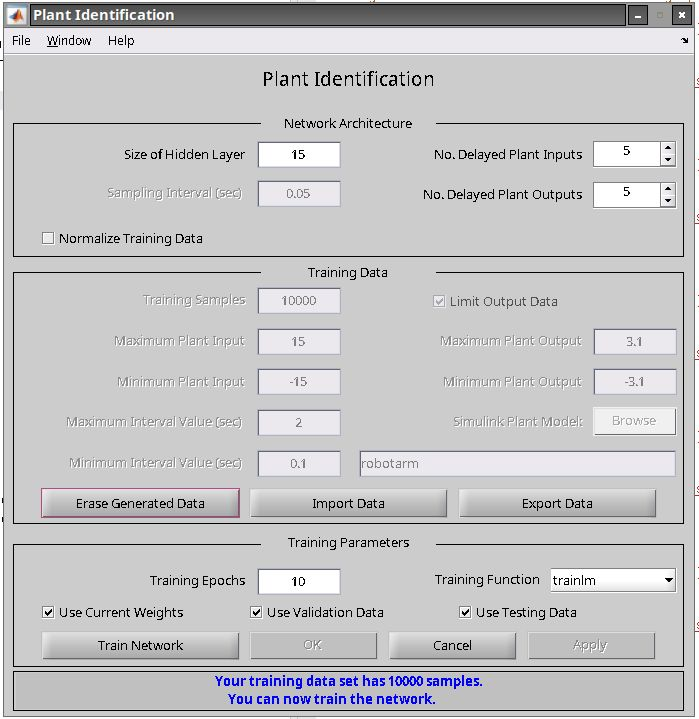 Plant Identification
File Window Help
Plant Identification
Network Architecture
Size of Hidden Layer 15 No. Delayed Plant Inputs 5
Sampling Interval (sec) 0.05 No. Delayed Plant Outputs 5
Normalize Training Data
Training Data
Training Samples 10000 Limit Output Data
Maximum Plant Input 15 Maximum Plant Output 3.1
Minimum Plant Input -15 Minimum Plant Output -3.1
Maximum Interval Value (sec) 2 Simulink Plant Model: Browse
Minimum Interval Value (sec) 0.1 robotarm
Erase Generated Data Import Data Export Data
Training Parameters
Training Epochs 10 Training Function trainlm
Use Current Weights Use Validation Data Use Testing Data
Train Network OK Cancel Apply
Your training data set has 10000 samples.
You can now train the network.